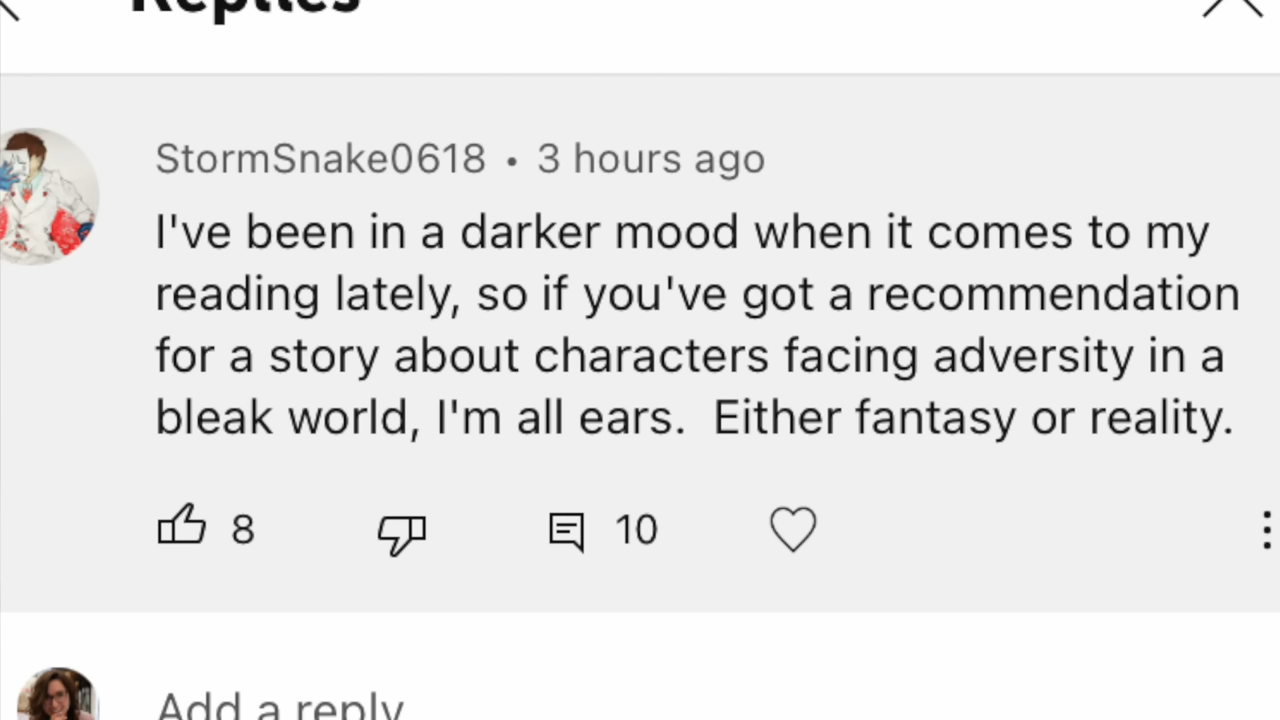 Replies
StormSnake0618 • 3 hours ago
I've been in a darker mood when it comes to my
reading lately, so if you've got a recommendation
for a story about characters facing adversity in a
bleak world, I'm all ears.  Either fantasy or reality.
8 10
Add a reply